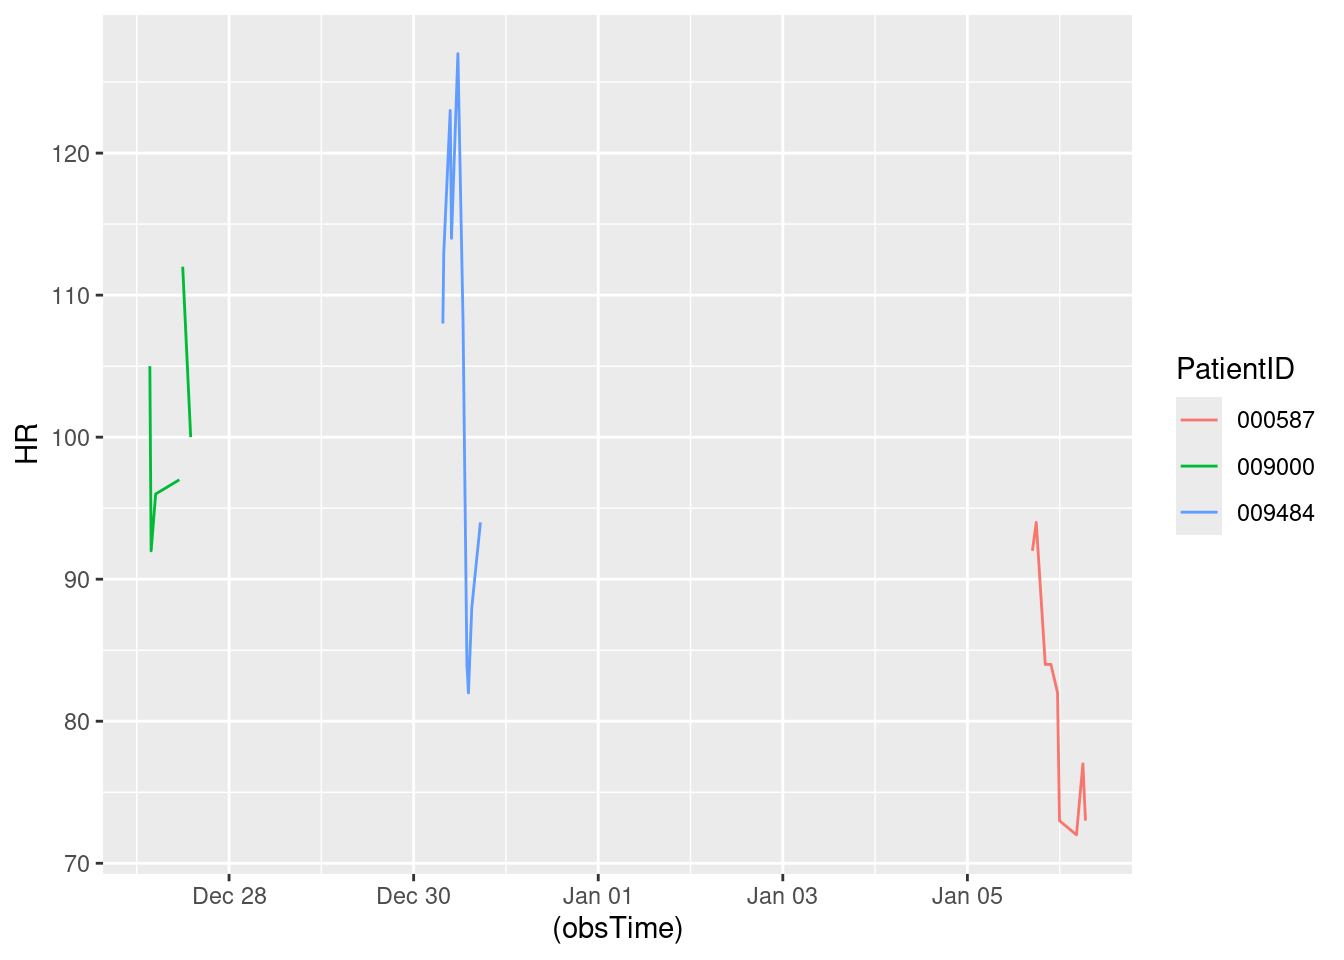 HR
120
110
100
90
80
70
Dec 28
Dec 30
Jan 01
Jan 03
Jan 05
(obsTime)
PatientID
000587
009000
009484